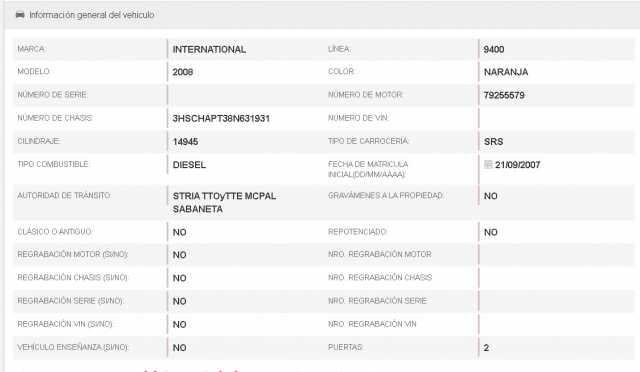 Información general del vehículo
MARCA: INTERNATIONAL LÍNEA: 9400
MODELO: 2008 COLOR: NARANJA
NÚMERO DE SERIE: NÚMERO DE MOTOR: 79255579
NÚMERO DE CHASIS: 3HSCHAPT38N631931 NÚMERO DE VIN:
CILINDRAJE: 14945 TIPO DE CARROCERÍA: SRS
TIPO COMBUSTIBLE: DIESEL FECHA DE MATRICULA INICIAL(DD/MM/AAAA): 21/09/2007
AUTORIDAD DE TRÁNSITO: STRIA TTOyTTE MCPAL SABANETA GRAVÁMENES A LA PROPIEDAD: NO
CLÁSICO O ANTIGUO: NO REPOTENCIADO: NO
REGRABACIÓN MOTOR (SI/NO): NO NRO. REGRABACIÓN MOTOR
REGRABACIÓN CHASIS (SI/NO): NO NRO. REGRABACIÓN CHASIS
REGRABACIÓN SERIE (SI/NO): NO NRO. REGRABACIÓN SERIE
REGRABACIÓN VIN (SI/NO): NO NRO. REGRABACIÓN VIN
VEHÍCULO ENSEÑANZA (SI/NO): NO PUERTAS: 2